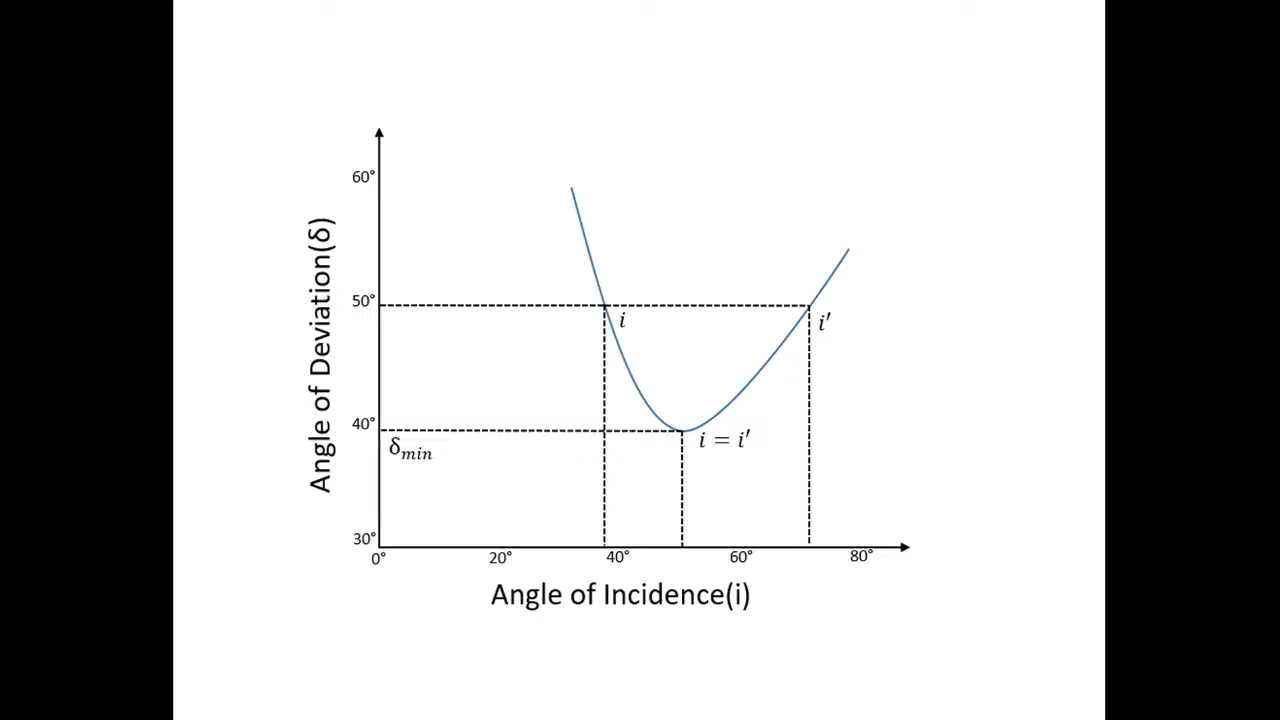 60°
50°
40°
30°
Angle of Deviation(δ)
i
i′
i = i′
δmin
0°
20°
40°
60°
80°
Angle of Incidence(i)